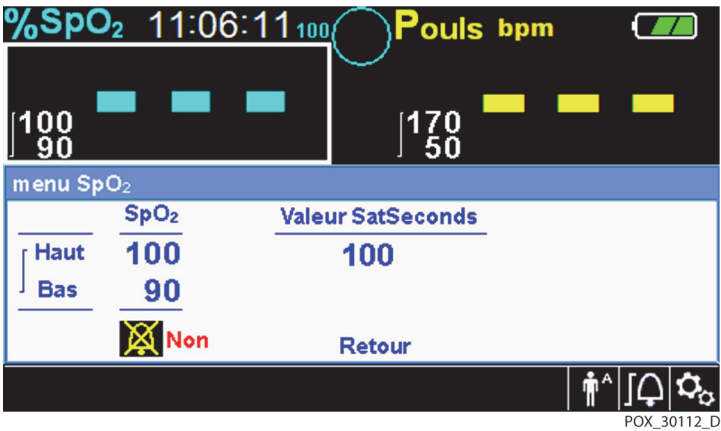 %SpO₂ 11:06:11 100 Pouls bpm
100 170
90 50
menu SpO₂
SpO₂ Valeur SatSeconds
Haut 100 100
Bas 90
Non Retour
A
POX_30112_D